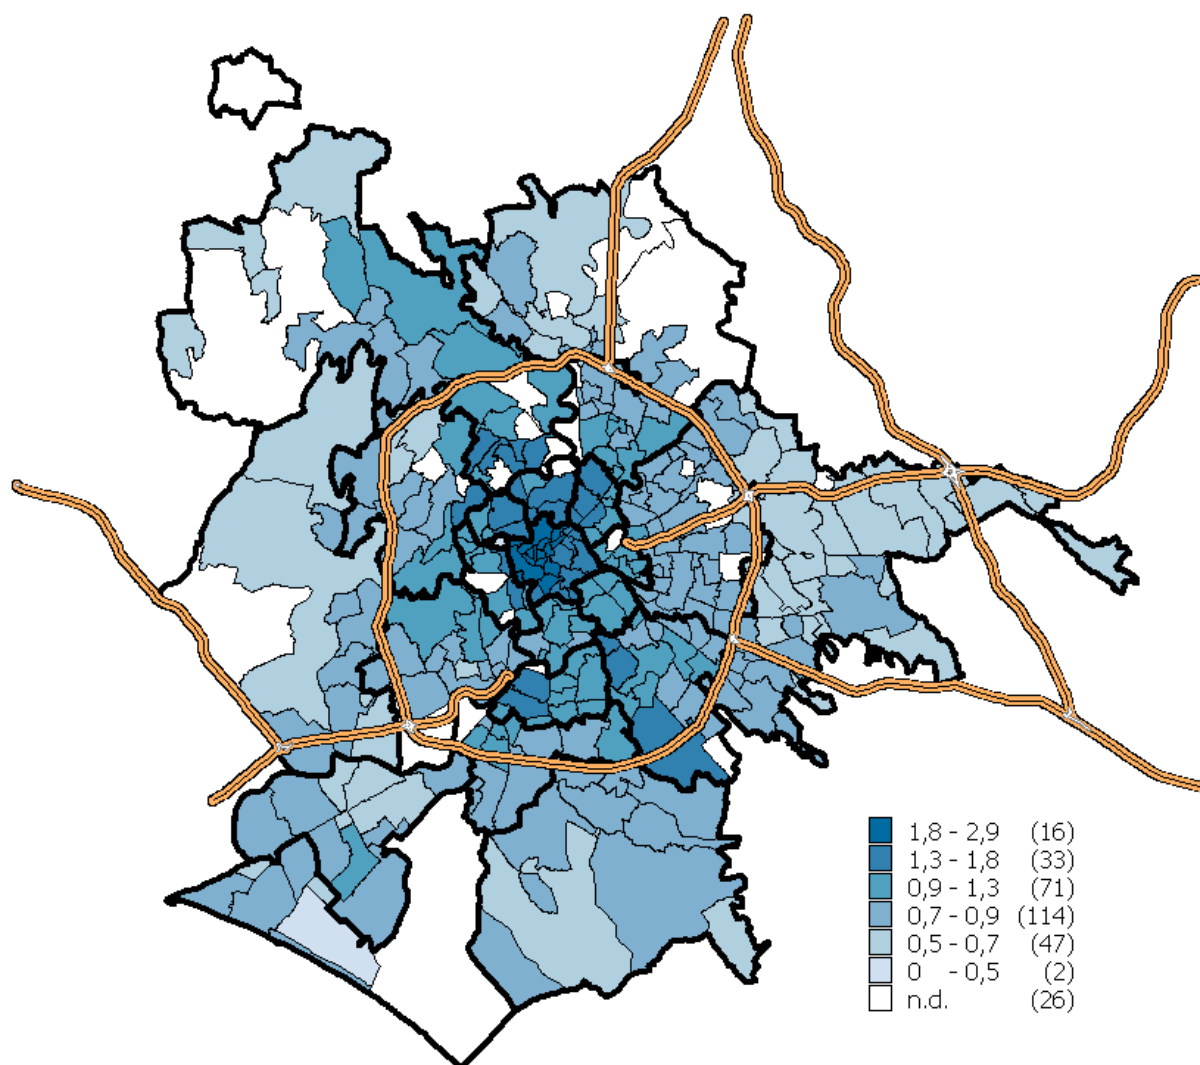 1,8 - 2,9 (16)
1,3 - 1,8 (33)
0,9 - 1,3 (71)
0,7 - 0,9 (114)
0,5 - 0,7 (47)
0 - 0,5 (2)
n.d. (26)